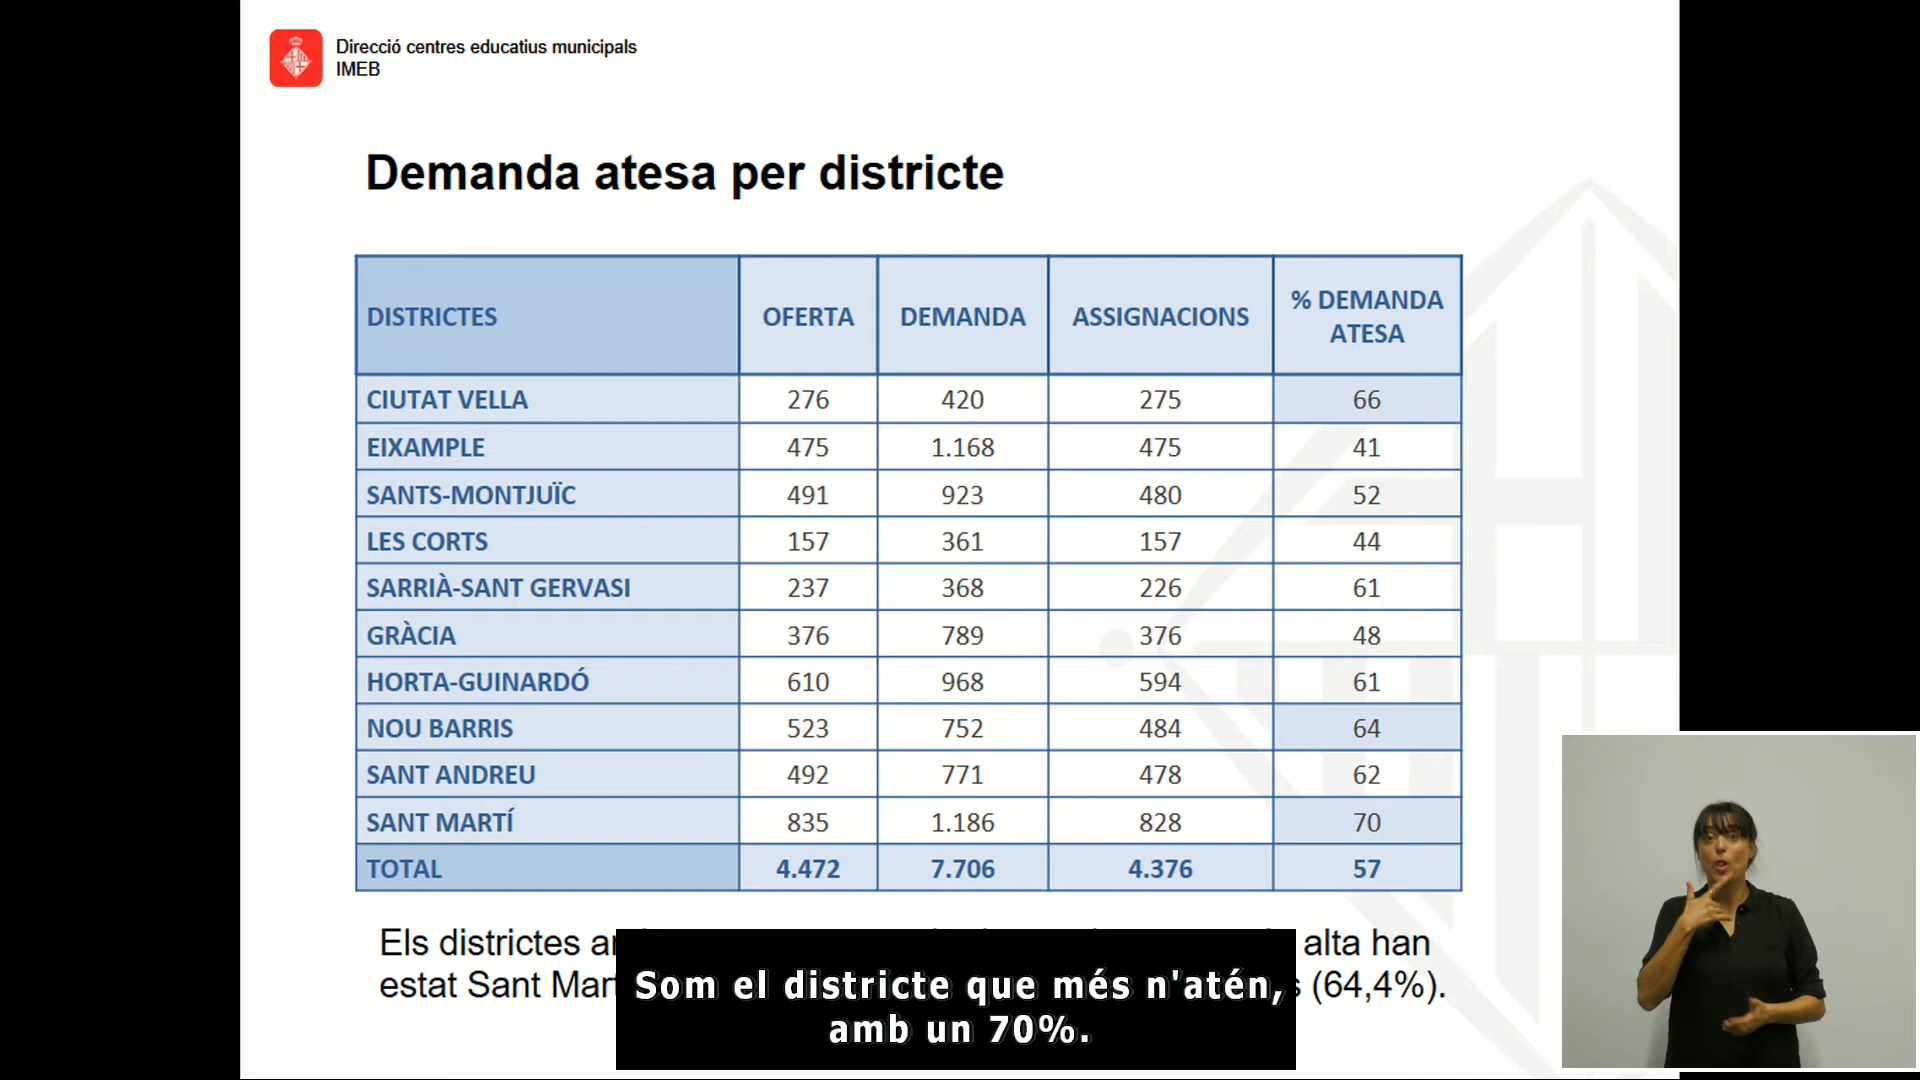 Direcció centres educatius municipals
IMEB
Demanda atesa per districte
DISTRICTES OFERTA DEMANDA ASSIGNACIONS % DEMANDA ATESA
CIUTAT VELLA 276 420 275 66
EIXAMPLE 475 1.168 475 41
SANTS-MONTJUÏC 491 923 480 52
LES CORTS 157 361 157 44
SARRIÀ-SANT GERVASI 237 368 226 61
GRÀCIA 376 789 376 48
HORTA-GUINARDÓ 610 968 594 61
NOU BARRIS 523 752 484 64
SANT ANDREU 492 771 478 62
SANT MARTÍ 835 1.186 828 70
TOTAL 4.472 7.706 4.376 57
Els districtes alta han
estat Sant (64,4%).
Som el districte que més n'atén,
amb un 70%.